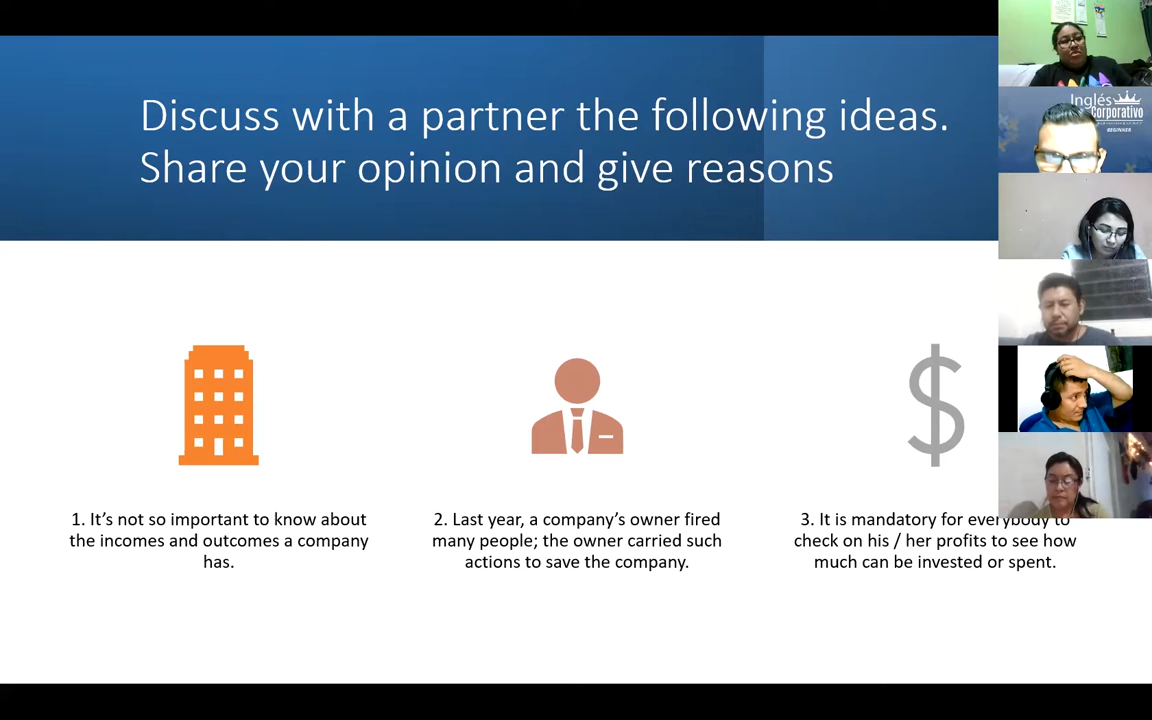 Discuss with a partner the following ideas.
Share your opinion and give reasons
Inglés
Corporativo
BEGINNER
1. It's not so important to know about
the incomes and outcomes a company
has.
2. Last year, a company's owner fired
many people; the owner carried such
actions to save the company.
3. It is mandatory for everybody to
check on his / her profits to see how
much can be invested or spent.